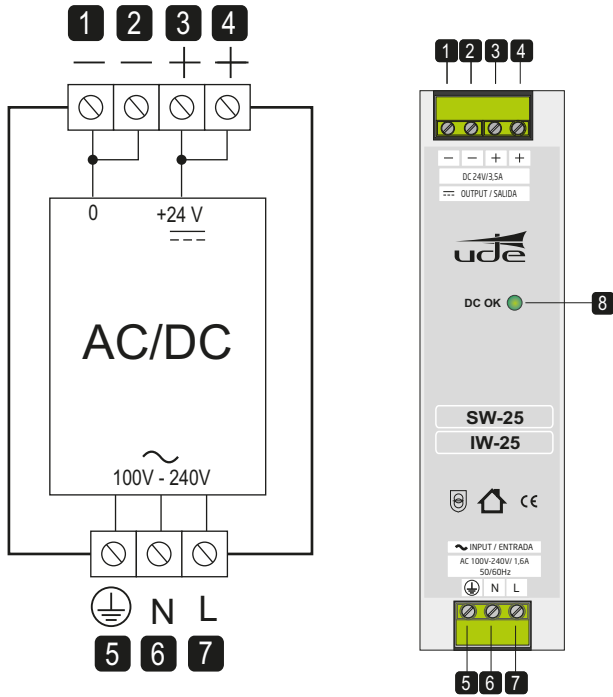 1 2 3 4
− − + +
0 +24 V
AC/DC
100V - 240V
N L
5 6 7
1 2 3 4
− − + +
DC 24V/3,5A
OUTPUT / SALIDA
ude
DC OK
8
SW-25
IW-25
CE
INPUT / ENTRADA
AC 100V-240V/ 1,6A
50/60Hz
N L
5 6 7